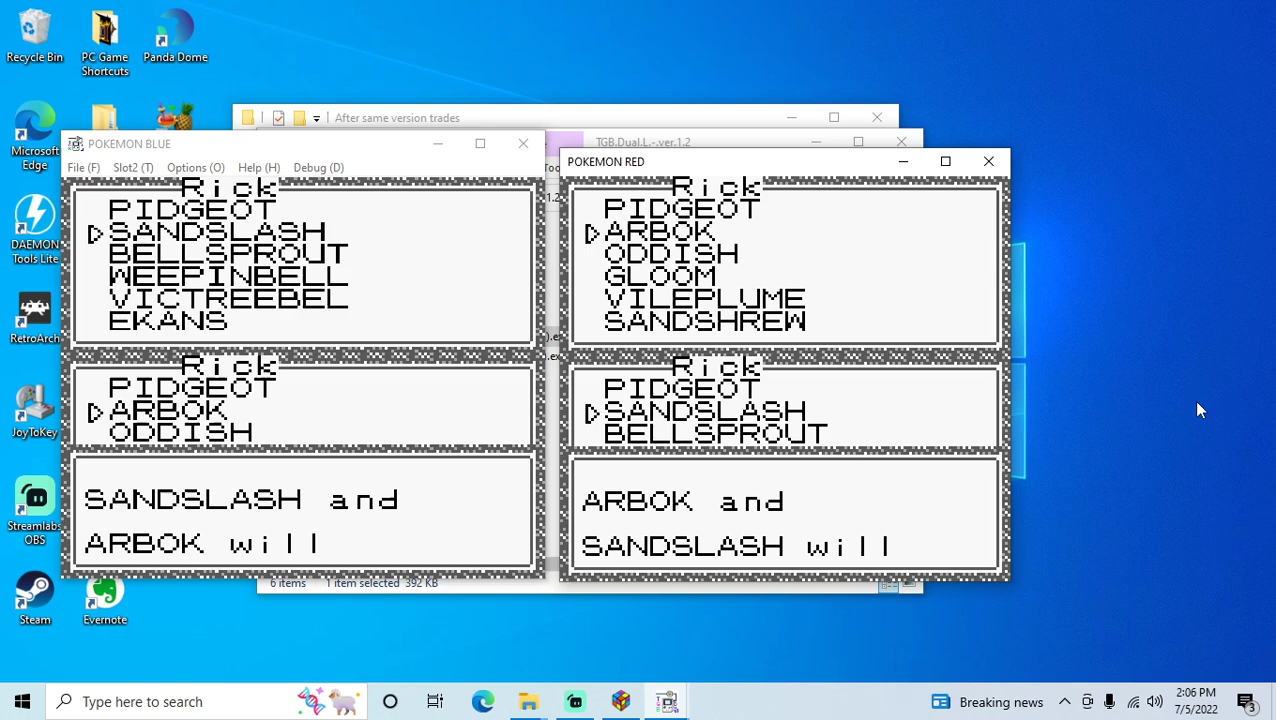 Recycle Bin
PC Game Shortcuts
Panda Dome
Microsoft Edge
DAEMON Tools Lite
RetroArch
JoyToKey
Streamlabs OBS
Steam
Evernote
After same version trades
TGB.Dual.L.-.ver.1.2
POKEMON BLUE
File (F) Slot2 (T) Options (O) Help (H) Debug (D)
Rick
PIDGEOT
SANDSLASH
BELLSPROUT
WEEPINBELL
VICTREEBEL
EKANS
Rick
PIDGEOT
ARBOK
ODDISH
SANDSLASH and
ARBOK will
POKEMON RED
Rick
PIDGEOT
ARBOK
ODDISH
GLOOM
VILEPLUME
SANDSHREW
Rick
PIDGEOT
SANDSLASH
BELLSPROUT
ARBOK and
SANDSLASH will
6 items 1 item selected 392 KB
Type here to search
Breaking news
2:06 PM
7/5/2022
3